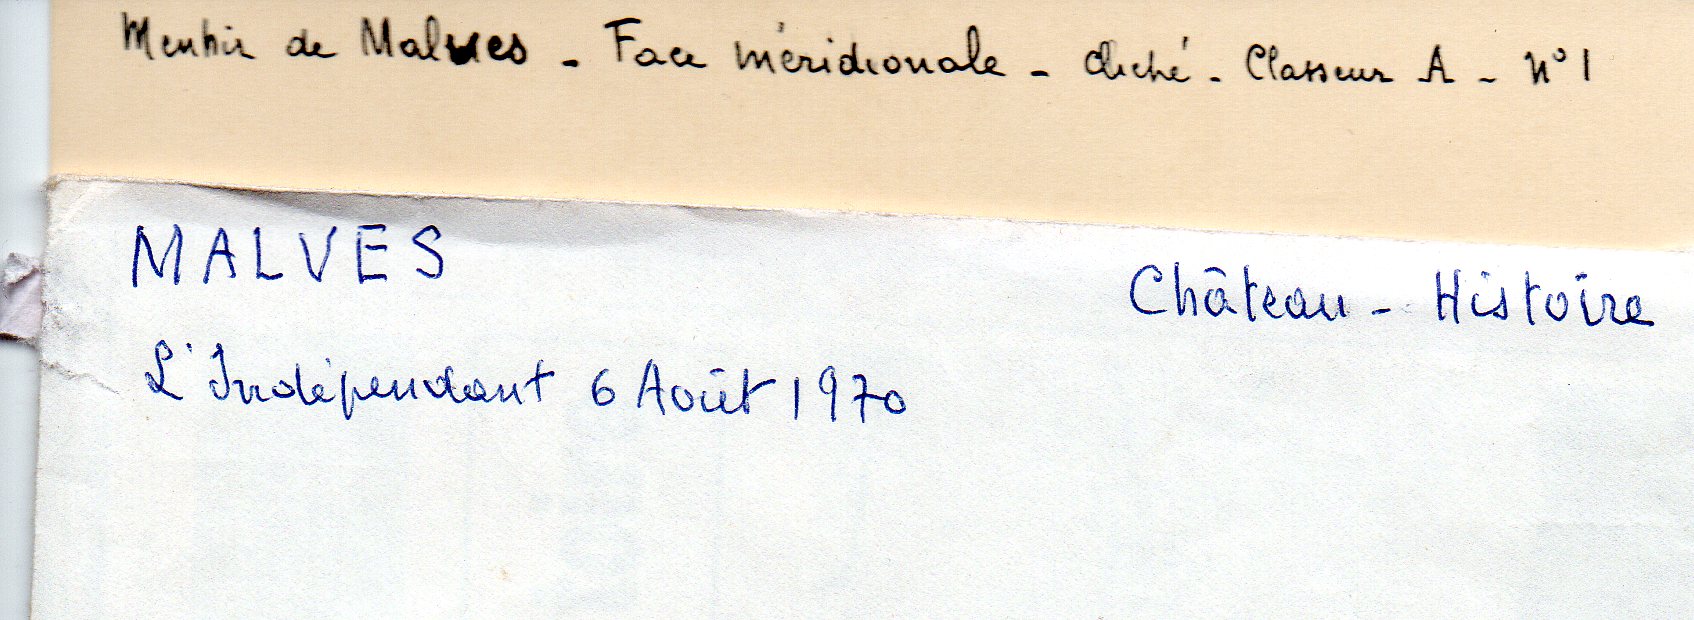 Menhir de Malves - Face méridionale - Cliché - Classeur A - N° 1
MALVES
Château - Histoire
L'Indépendant 6 Août 1970